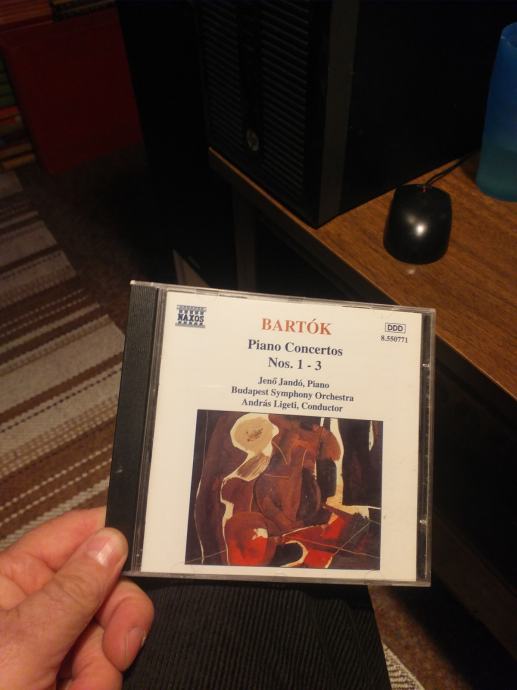 NAXOS
BARTÓK
DDD
8.550771
Piano Concertos
Nos. 1 - 3
Jenő Jandó, Piano
Budapest Symphony Orchestra
András Ligeti, Conductor